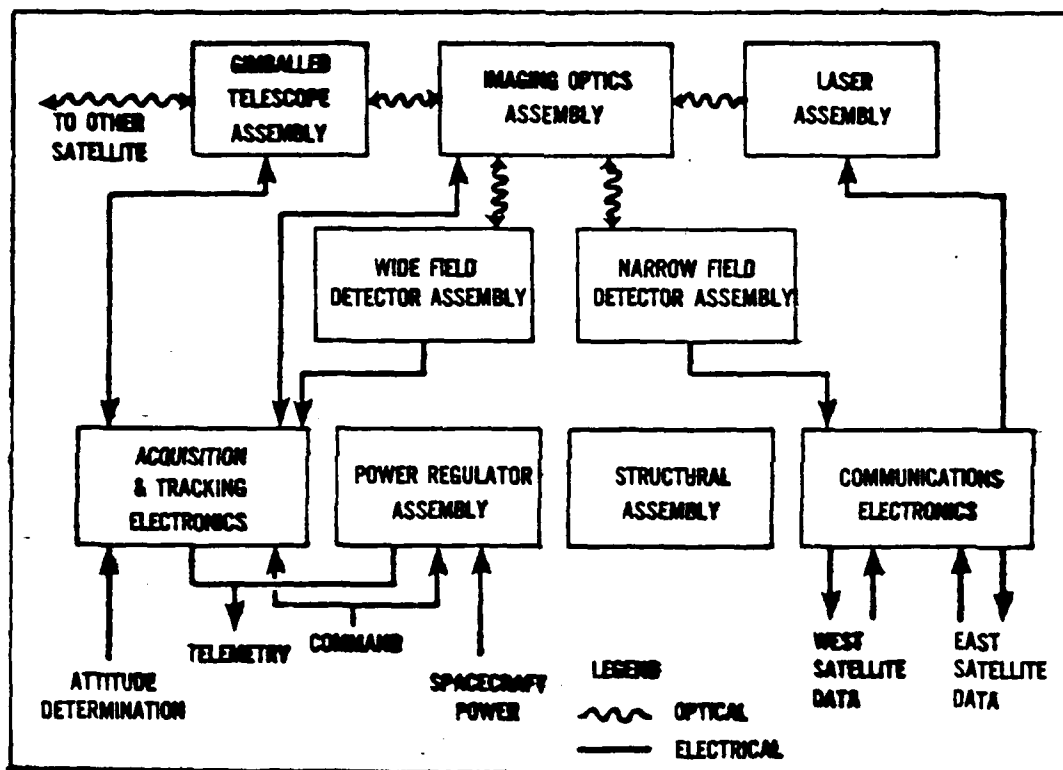 GIMBALLED
TELESCOPE
ASSEMBLY
IMAGING OPTICS
ASSEMBLY
LASER
ASSEMBLY
TO OTHER
SATELLITE
WIDE FIELD
DETECTOR ASSEMBLY
NARROW FIELD
DETECTOR ASSEMBLY
ACQUISITION
& TRACKING
ELECTRONICS
POWER REGULATOR
ASSEMBLY
STRUCTURAL
ASSEMBLY
COMMUNICATIONS
ELECTRONICS
TELEMETRY
COMMAND
ATTITUDE
DETERMINATION
SPACECRAFT
POWER
WEST
SATELLITE
DATA
EAST
SATELLITE
DATA
LEGEND
OPTICAL
ELECTRICAL